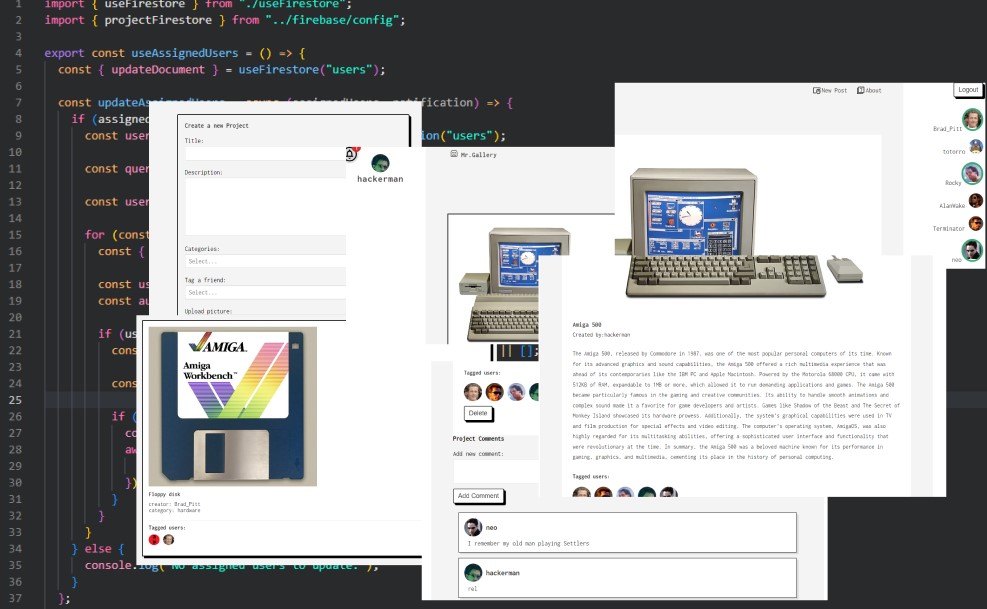 1 import { useFirestore } from "./useFirestore";
2 import { projectFirestore } from "../firebase/config";
3
4 export const useAssignedUsers = () => {
5 const { updateDocument } = useFirestore("users");
6
7 const updateAssignedUsers = async (assignedUsers, notification) => {
8 if (assigned
9 const user ion("users");
10
11 const quer
12
13 const user
14
15 for (const
16 const {
17
18 const us
19 const au
20
21 if (us
22 cons || [];
23
24 cons
25
26 if (
27 co
28 aw
29
30 })
31 }
32 }
33 }
34 } else {
35 console.log("No assigned users to update.");
36 }
37 };
Create a new Project
Title:
Description:
Categories:
Select...
Tag a friend:
Select...
Upload picture:
hackerman
AMIGA
Amiga
Workbench™
Floppy disk
creator: Brad_Pitt
category: hardware
Tagged users:
Mr.Gallery
Tagged users:
Delete
Project Comments
Add new comment:
Add Comment
neo
I remember my old man playing Settlers
hackerman
rel
New Post
About
Logout
Brad_Pitt
totorro
Rocky
AlanWake
Terminator
neo
Amiga 500
Created by:hackerman
The Amiga 500, released by Commodore in 1987, was one of the most popular personal computers of its time. Known
for its advanced graphics and sound capabilities, the Amiga 500 offered a rich multimedia experience that was
ahead of its contemporaries like the IBM PC and Apple Macintosh. Powered by the Motorola 68000 CPU, it came with
512KB of RAM, expandable to 1MB or more, which allowed it to run demanding applications and games. The Amiga 500
became particularly famous in the gaming and creative communities. Its ability to handle smooth animations and
complex sound made it a favorite for game developers and artists. Games like Shadow of the Beast and The Secret of
Monkey Island showcased its hardware prowess. Additionally, the system's graphical capabilities were used in TV
and film production for special effects and video editing. The computer's operating system, AmigaOS, was also
highly regarded for its multitasking abilities, offering a sophisticated user interface and functionality that
were revolutionary at the time. In summary, the Amiga 500 was a beloved machine known for its performance in
gaming, graphics, and multimedia, cementing its place in the history of personal computing.
Tagged users: